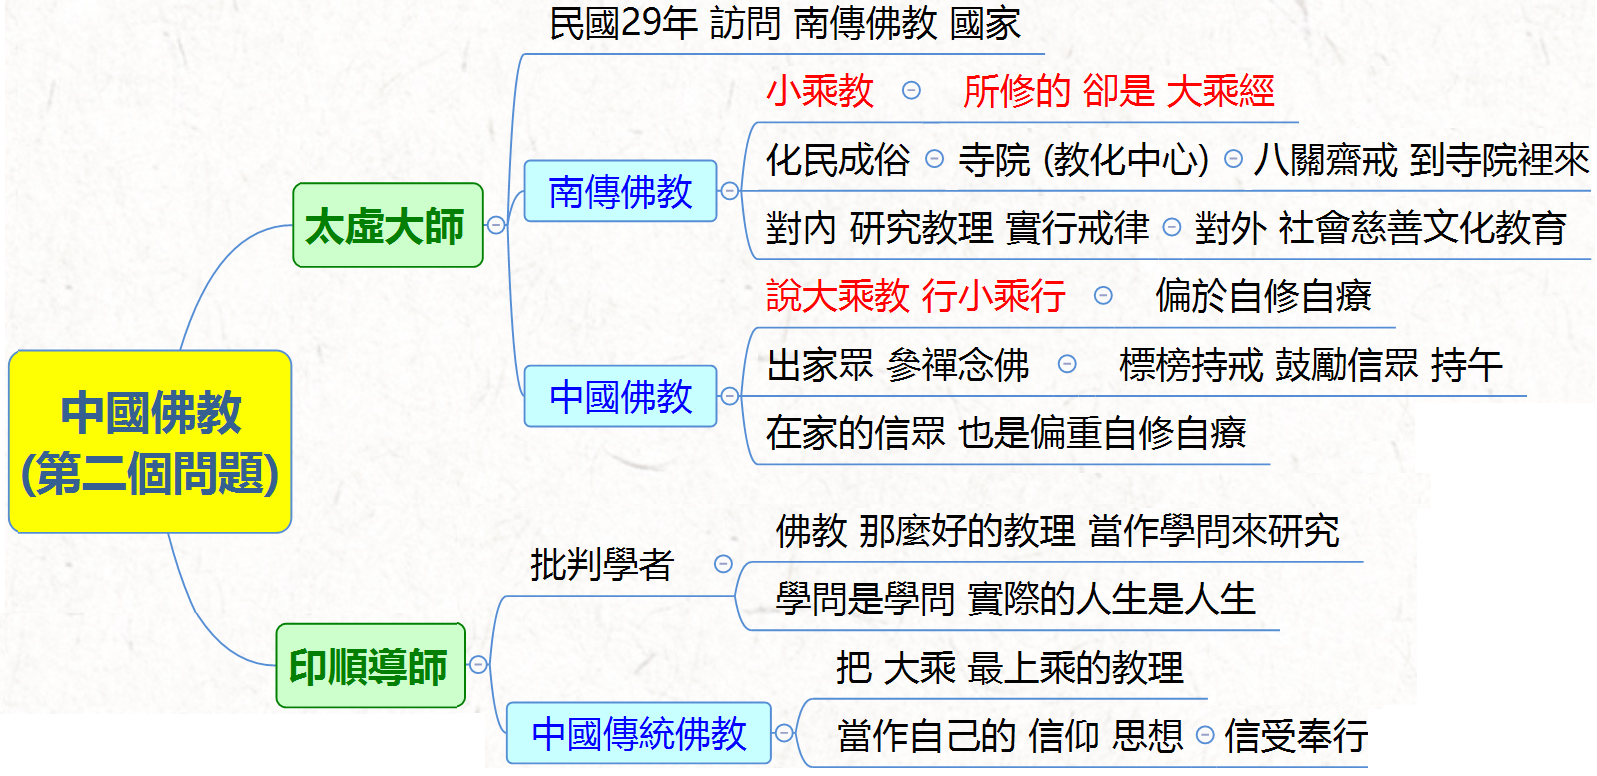 民國29年 訪問 南傳佛教 國家
小乘教 所修的 卻是 大乘經
化民成俗 寺院 (教化中心) 八關齋戒 到寺院裡來
南傳佛教
對內 研究教理 實行戒律 對外 社會慈善文化教育
太虛大師
說大乘教 行小乘行 偏於自修自療
出家眾 參禪念佛 標榜持戒 鼓勵信眾 持午
中國佛教
在家的信眾 也是偏重自修自療
中國佛教
(第二個問題)
佛教 那麼好的教理 當作學問來研究
批判學者
學問是學問 實際的人生是人生
印順導師
把 大乘 最上乘的教理
中國傳統佛教
當作自己的 信仰 思想 信受奉行